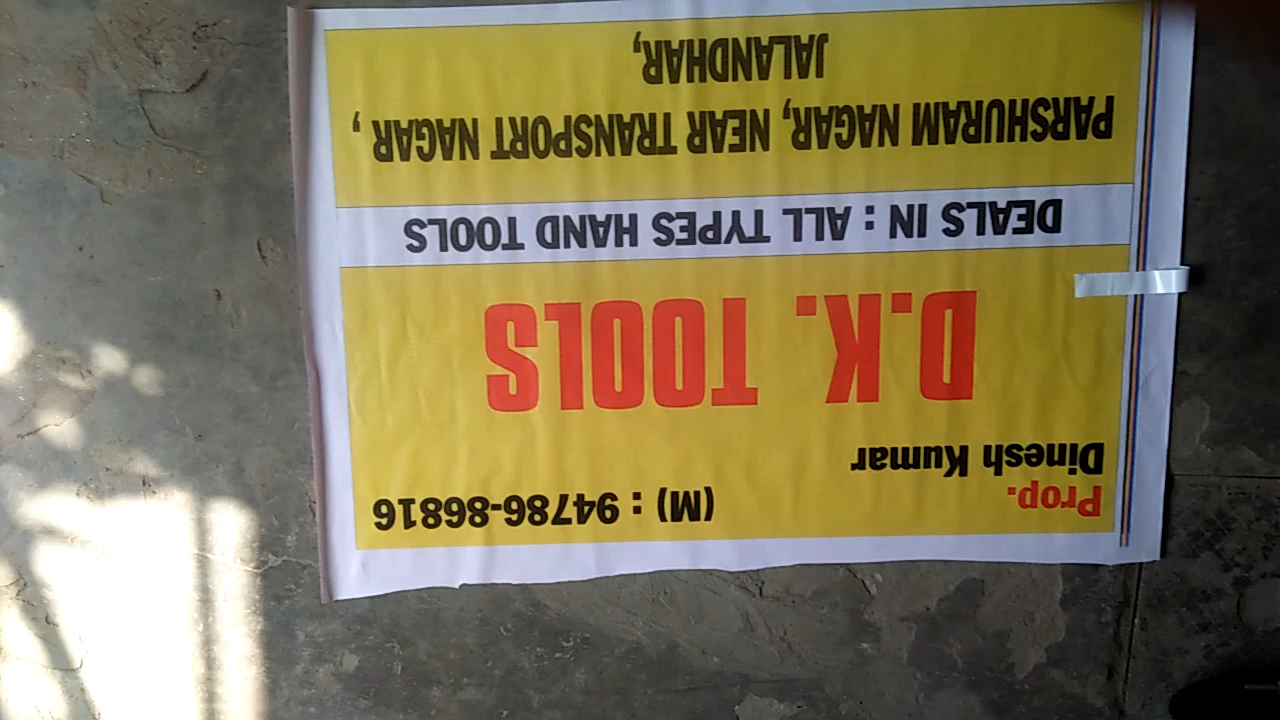 Prop.
Dinesh Kumar
(M) : 94786-86816
D.K. TOOLS
DEALS IN : ALL TYPES HAND TOOLS
PARSHURAM NAGAR, NEAR TRANSPORT NAGAR ,
JALANDHAR,